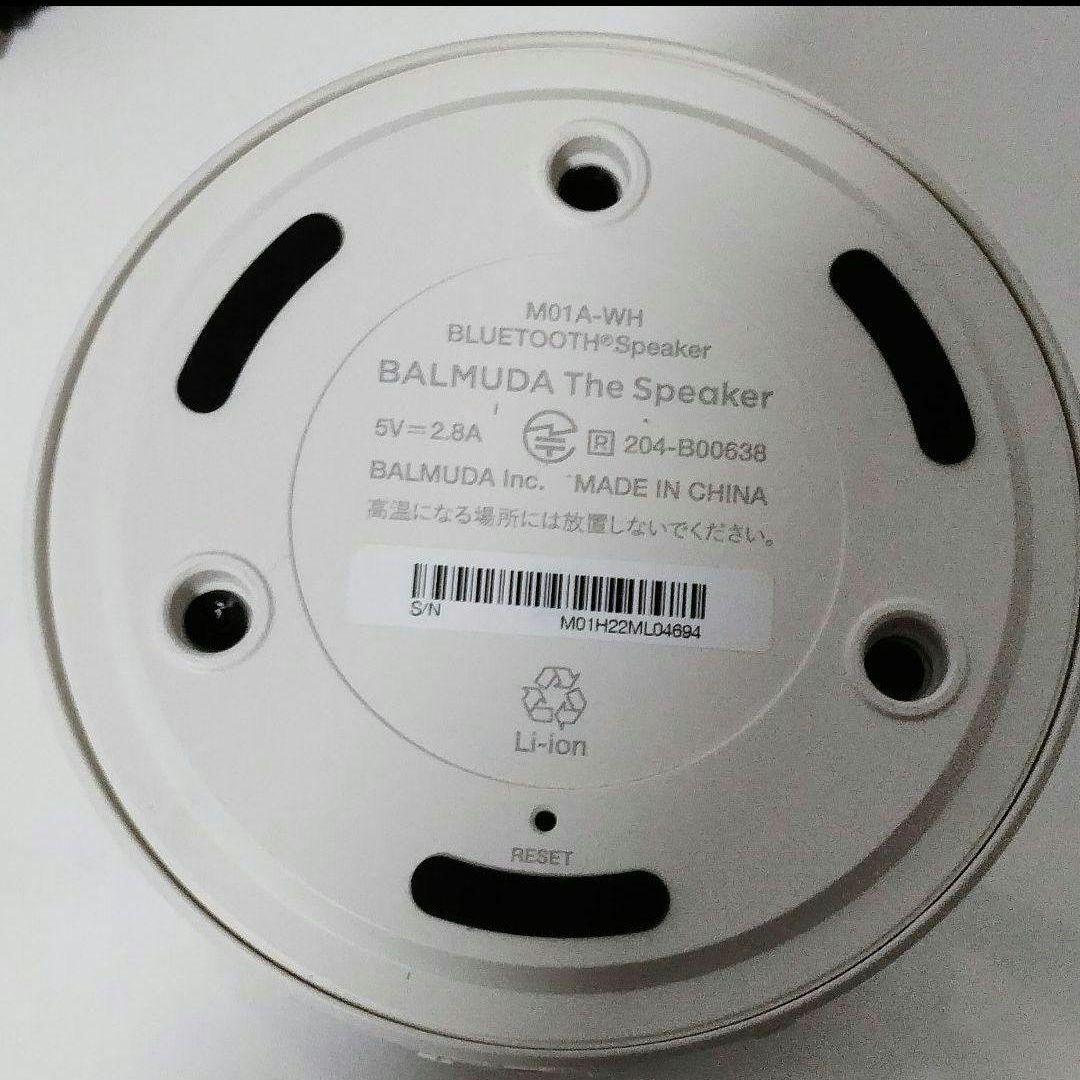 M01A-WH
BLUETOOTH®Speaker
BALMUDA The Speaker
5V⎓2.8A R 204-B00638
BALMUDA Inc. MADE IN CHINA
高温になる場所には放置しないでください。
S/N M01H22ML04694
Li-ion
RESET